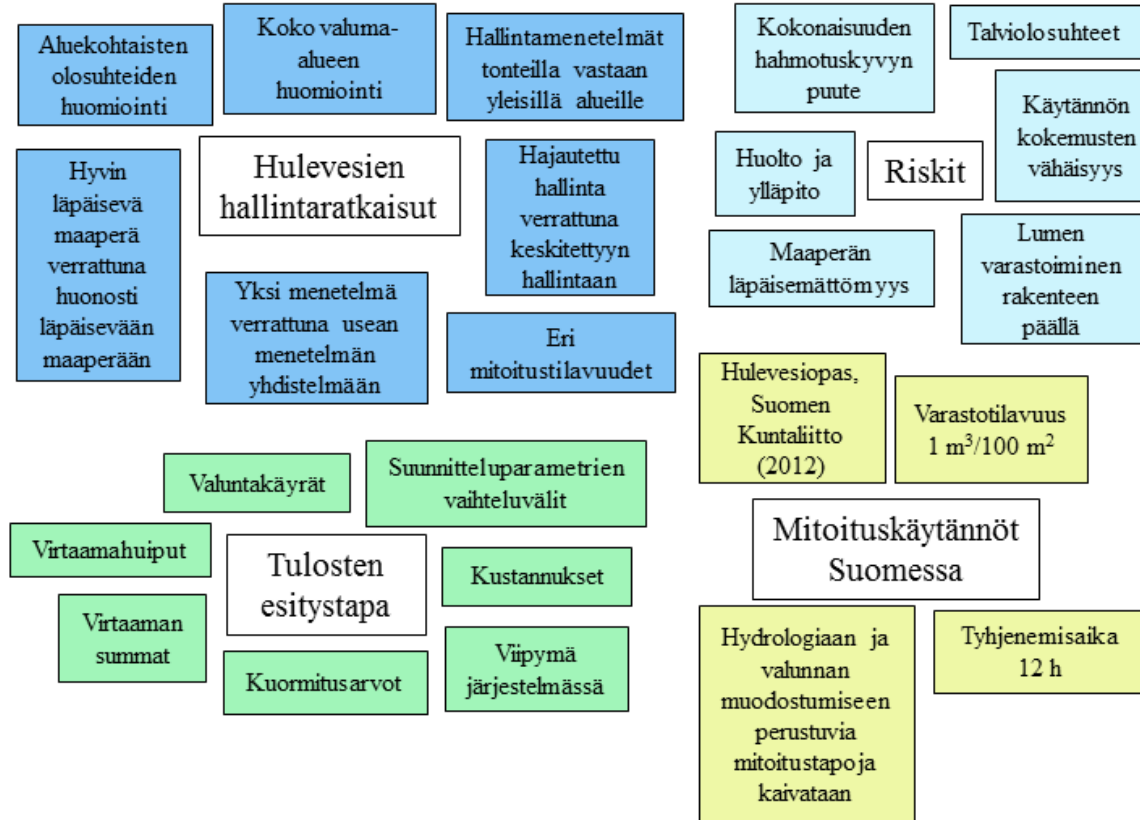 Aluekohtaisten
olosuhteiden
huomiointi
Koko valuma-
alueen
huomiointi
Hallintamenetelmät
tonteilla vastaan
yleisillä alueille
Hulevesien
hallintaratkaisut
Hyvin
läpäisevä
maaperä
verrattuna
huonosti
läpäisevään
maaperään
Hajautettu
hallinta
verrattuna
keskitettyyn
hallintaan
Yksi menetelmä
verrattuna usean
menetelmän
yhdistelmään
Eri
mitoitustilavuudet
Kokonaisuuden
hahmotuskyvyn
puute
Talviolosuhteet
Huolto ja
ylläpito
Riskit
Käytännön
kokemusten
vähäisyys
Maaperän
läpäisemättömyys
Lumen
varastoiminen
rakenteen
päällä
Valuntakäyrät
Suunnitteluparametrien
vaihteluvälit
Virtaamahuiput
Tulosten
esitystapa
Kustannukset
Virtaaman
summat
Kuormitusarvot
Viipymä
järjestelmässä
Hulevesiopas,
Suomen
Kuntaliitto
(2012)
Varastotilavuus
1 m³/100 m²
Mitoituskäytännöt
Suomessa
Hydrologiaan ja
valunnan
muodostumiseen
perustuvia
mitoitustapoja
kaivataan
Tyhjenemisaika
12 h